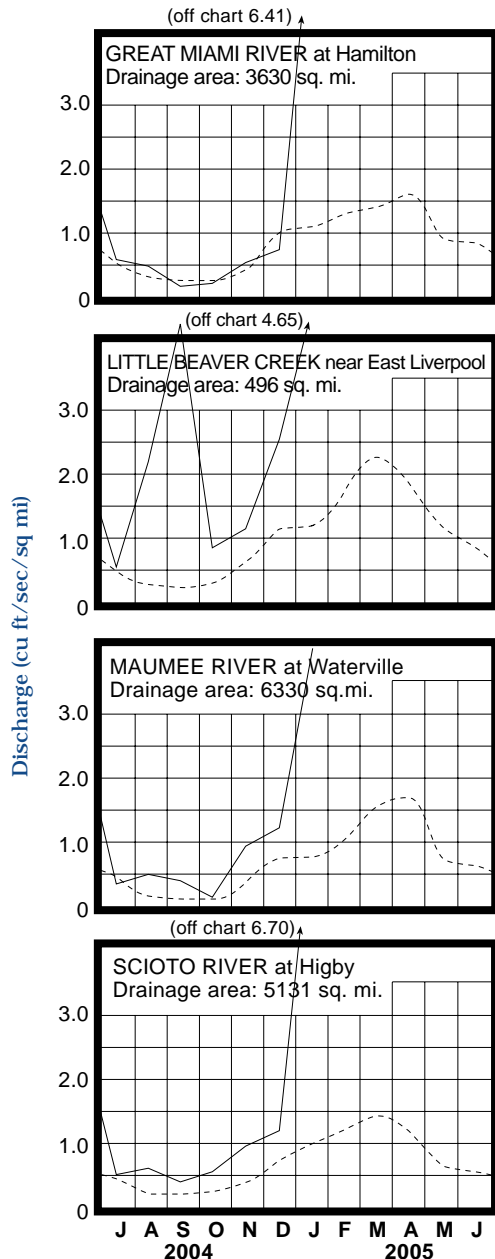 (off chart 6.41)
GREAT MIAMI RIVER at Hamilton
Drainage area: 3630 sq. mi.
3.0
2.0
1.0
0
(off chart 4.65)
LITTLE BEAVER CREEK near East Liverpool
Drainage area: 496 sq. mi.
3.0
2.0
1.0
0
Discharge (cu ft/sec/sq mi)
MAUMEE RIVER at Waterville
Drainage area: 6330 sq.mi.
3.0
2.0
1.0
0
(off chart 6.70)
SCIOTO RIVER at Higby
Drainage area: 5131 sq. mi.
3.0
2.0
1.0
0
J A S O N D J F M A M J
2004 2005